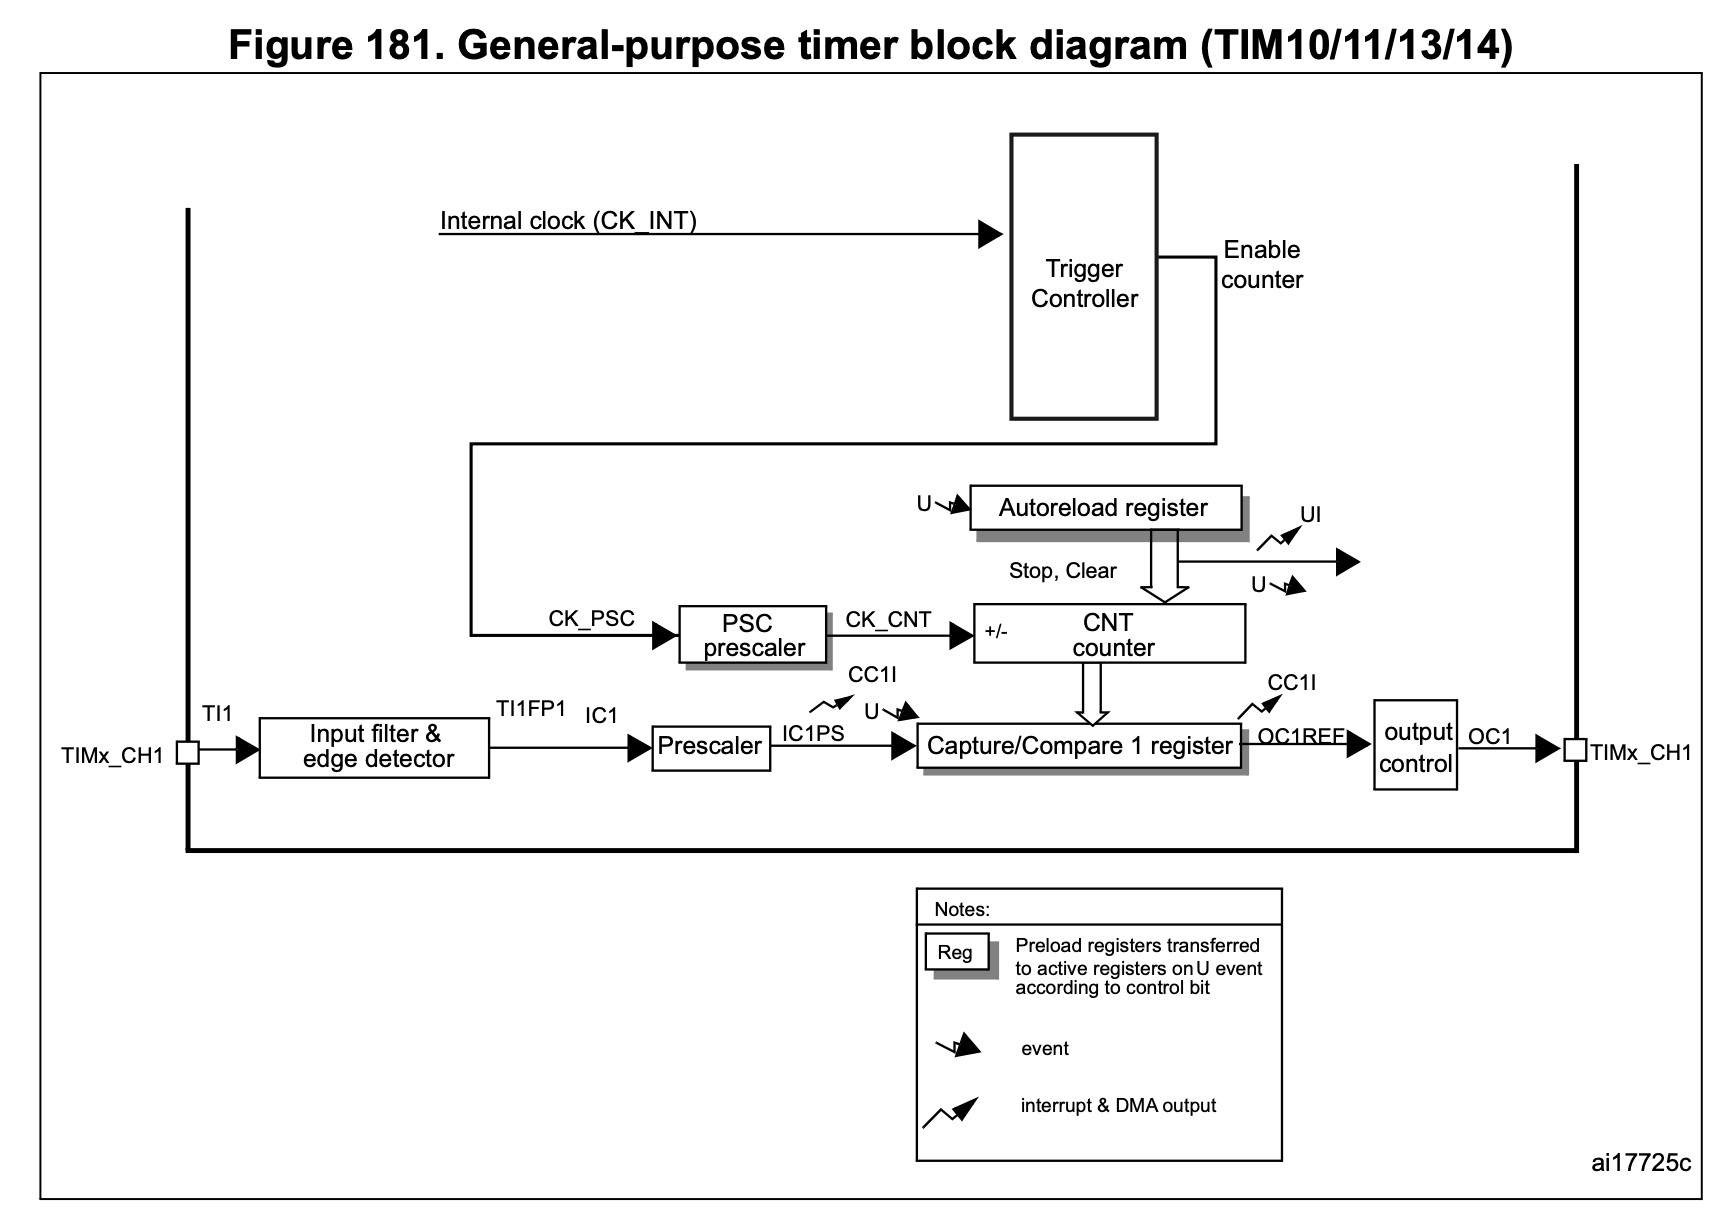 Figure 181. General-purpose timer block diagram (TIM10/11/13/14)
Internal clock (CK_INT)
Trigger
Controller
Enable
counter
U
Autoreload register
UI
Stop, Clear
U
CK_PSC
PSC
prescaler
CK_CNT
+/-
CNT
counter
CC1I
U
CC1I
TI1
TIMx_CH1
Input filter &
edge detector
TI1FP1
IC1
Prescaler
IC1PS
Capture/Compare 1 register
OC1REF
output
control
OC1
TIMx_CH1
Notes:
Reg
Preload registers transferred
to active registers on U event
according to control bit
event
interrupt & DMA output
ai17725c